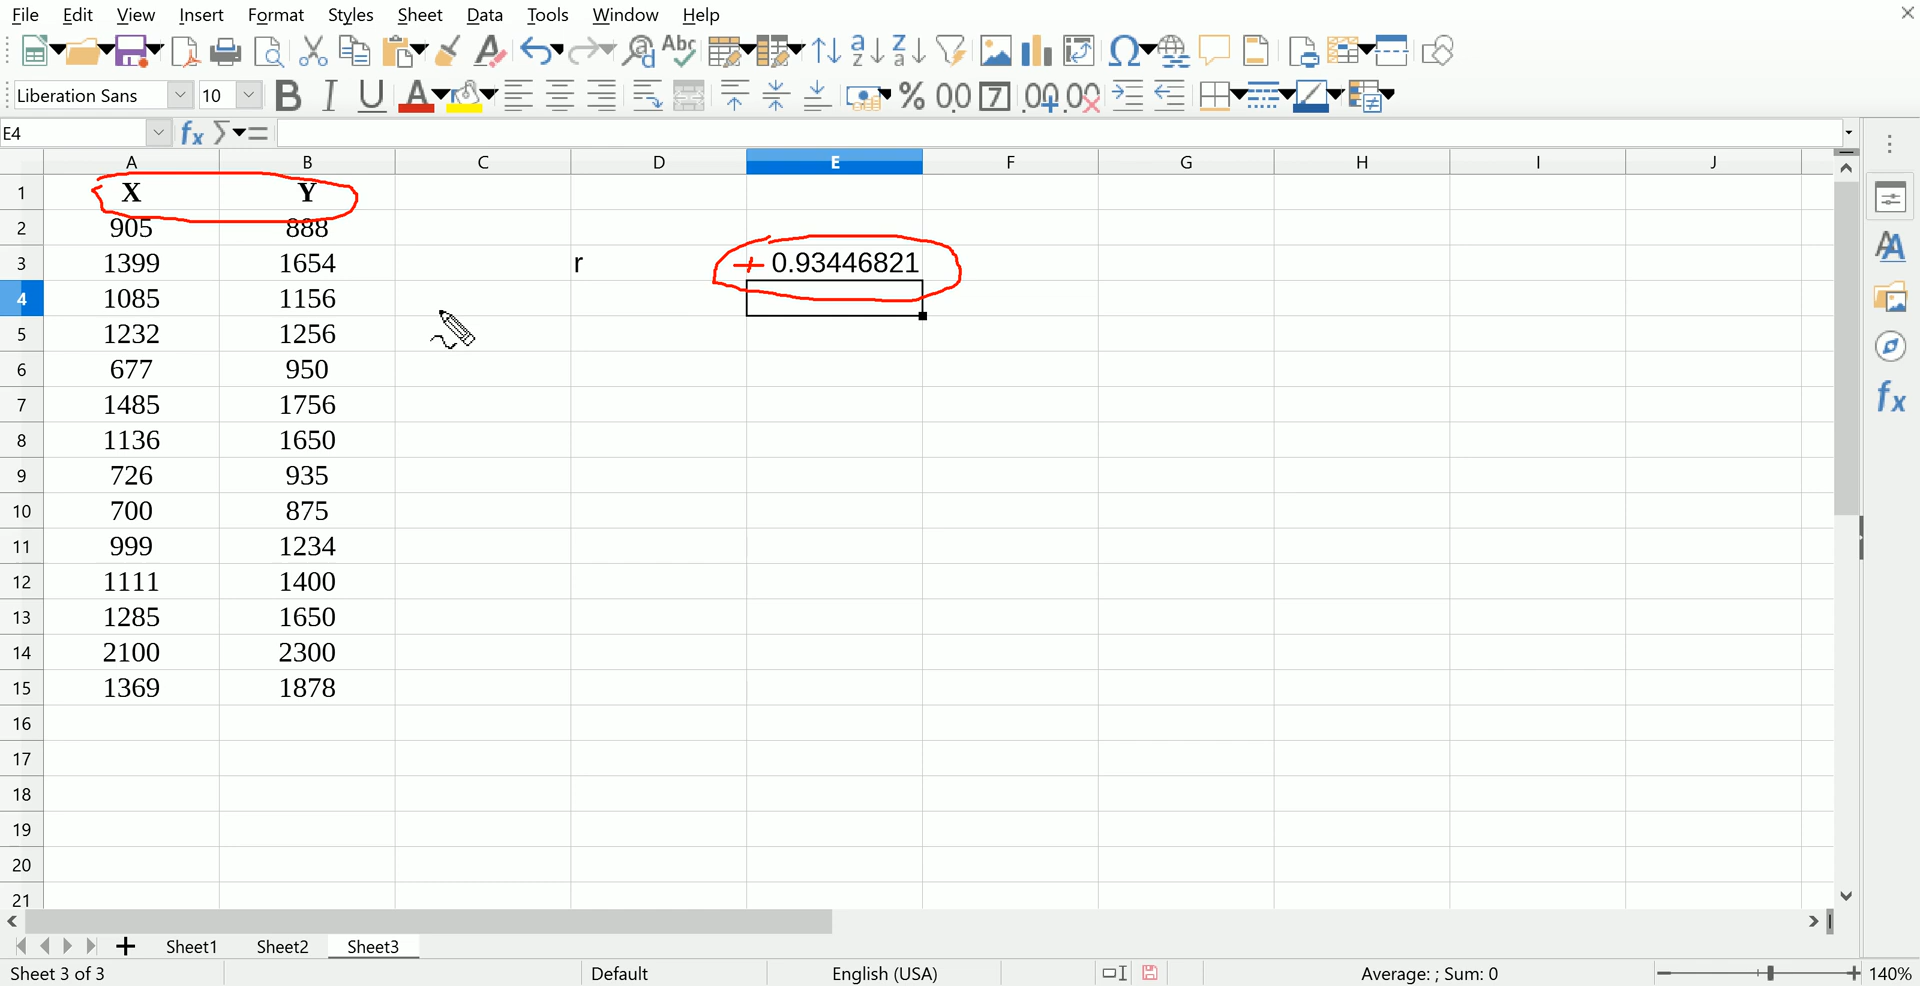 File Edit View Insert Format Styles Sheet Data Tools Window Help
Abc
Liberation Sans 10 B I U A
E4 fx Σ =
A B C D E F G H I J
1 X Y
2 905 888
3 1399 1654 r + 0.93446821
4 1085 1156
5 1232 1256
6 677 950
7 1485 1756
8 1136 1650
9 726 935
10 700 875
11 999 1234
12 1111 1400
13 1285 1650
14 2100 2300
15 1369 1878
16
17
18
19
20
21
Sheet1 Sheet2 Sheet3
Sheet 3 of 3 Default English (USA) Average: ; Sum: 0 140%